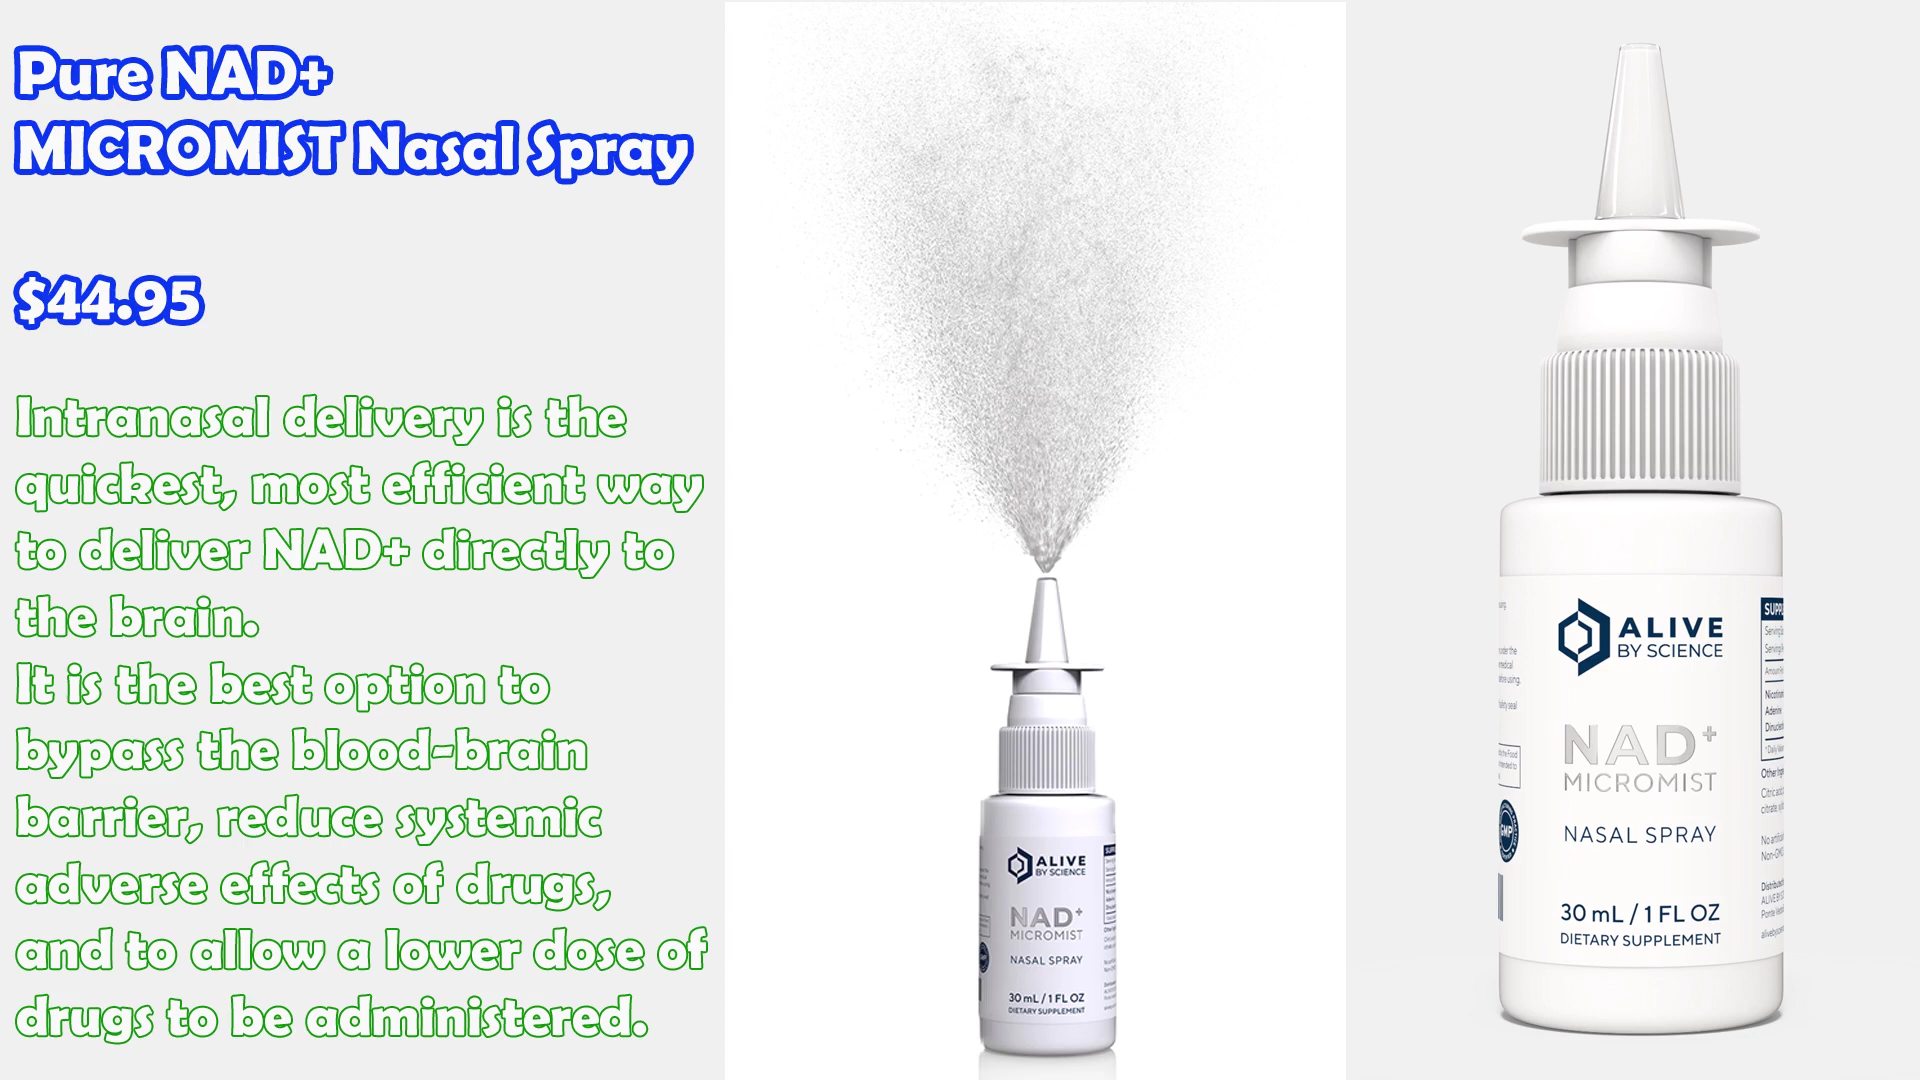 Pure NAD+
MICROMIST Nasal Spray
$44.95
Intranasal delivery is the
quickest, most efficient way
to deliver NAD+ directly to
the brain.
It is the best option to
bypass the blood-brain
barrier, reduce systemic
adverse effects of drugs,
and to allow a lower dose of
drugs to be administered.
ALIVE
BY SCIENCE
NAD+
MICROMIST
NASAL SPRAY
30 mL / 1 FL OZ
DIETARY SUPPLEMENT
ALIVE
BY SCIENCE
NAD+
MICROMIST
NASAL SPRAY
30 mL / 1 FL OZ
DIETARY SUPPLEMENT
GMP